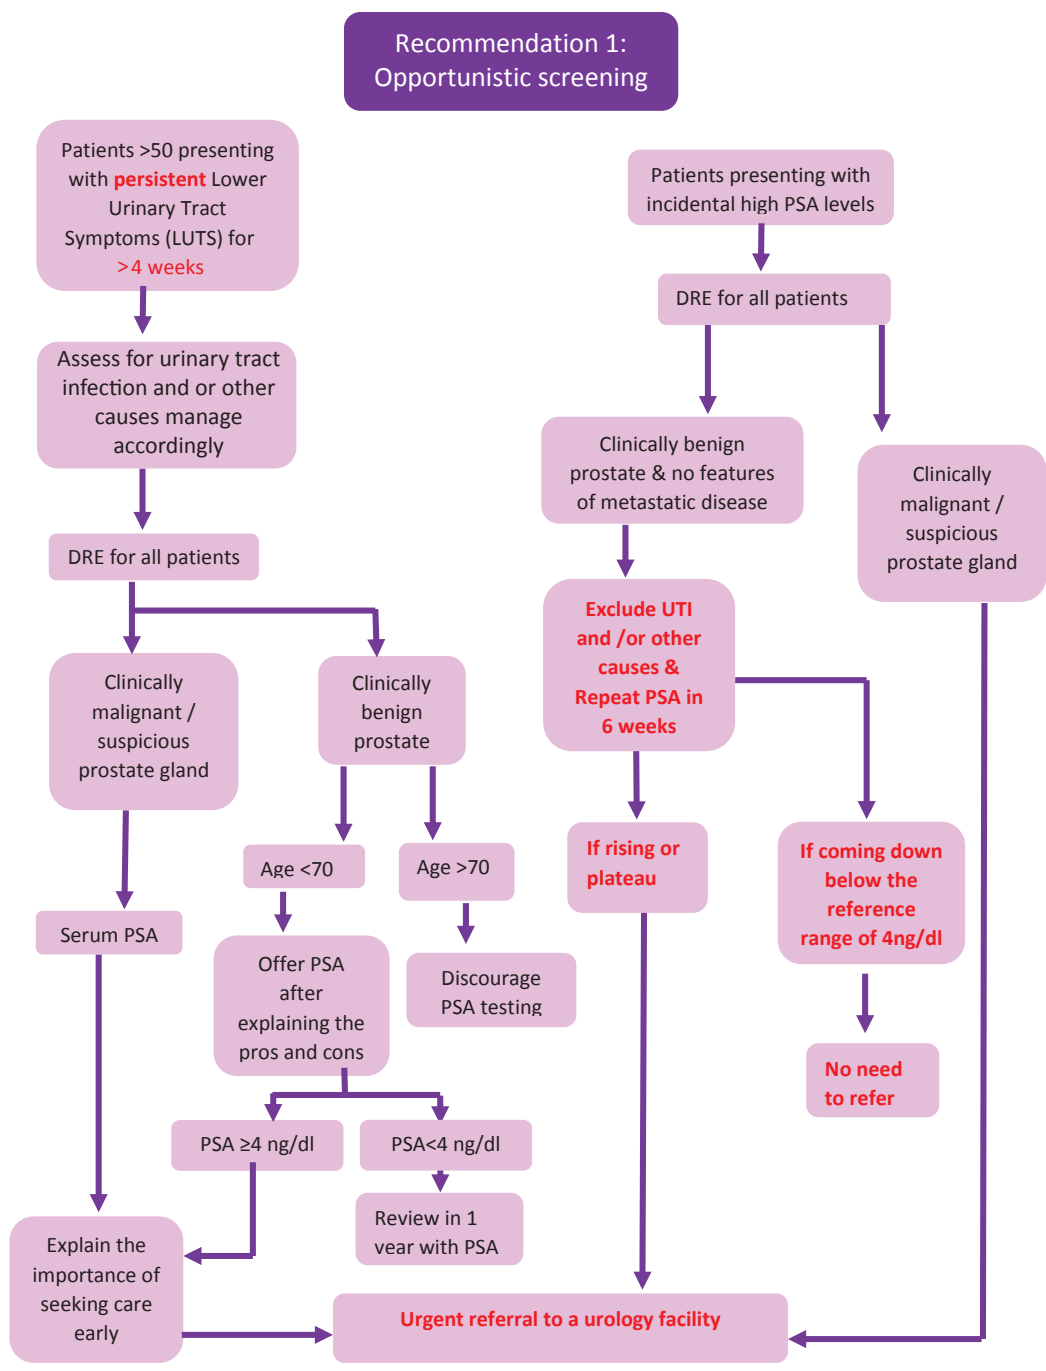 Recommendation 1:
Opportunistic screening
Patients >50 presenting
with persistent Lower
Urinary Tract
Symptoms (LUTS) for
>4 weeks
Assess for urinary tract
infection and or other
causes manage
accordingly
DRE for all patients
Clinically
malignant /
suspicious
prostate gland
Clinically
benign
prostate
Age <70
Age >70
Serum PSA
Offer PSA
after
explaining the
pros and cons
Discourage
PSA testing
PSA ≥4 ng/dl
PSA<4 ng/dl
Review in 1
year with PSA
Explain the
importance of
seeking care
early
Patients presenting with
incidental high PSA levels
DRE for all patients
Clinically benign
prostate & no features
of metastatic disease
Clinically
malignant /
suspicious
prostate gland
Exclude UTI
and /or other
causes &
Repeat PSA in
6 weeks
If rising or
plateau
If coming down
below the
reference
range of 4ng/dl
No need
to refer
Urgent referral to a urology facility